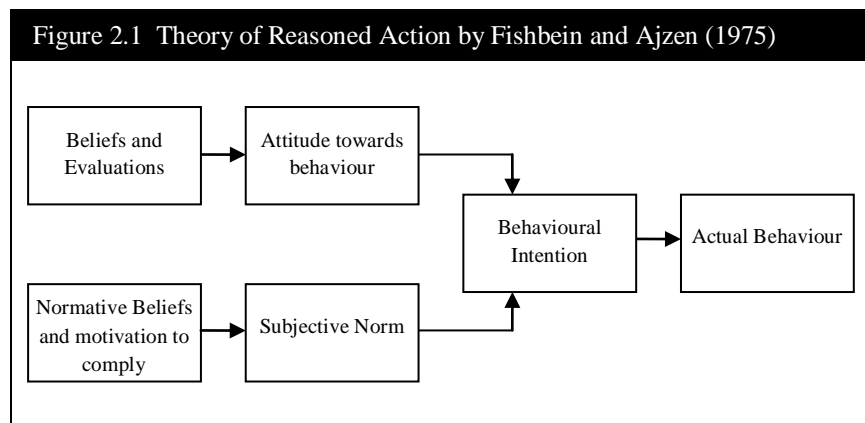 Figure 2.1 Theory of Reasoned Action by Fishbein and Ajzen (1975)
Beliefs and
Evaluations
Attitude towards
behaviour
Behavioural
Intention
Actual Behaviour
Normative Beliefs
and motivation to
comply
Subjective Norm